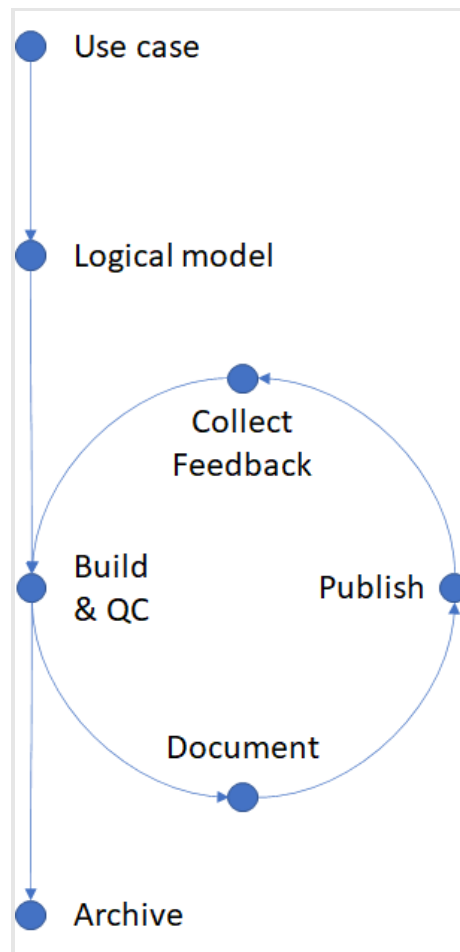 Use case
Logical model
Collect
Feedback
Build
& QC
Publish
Document
Archive